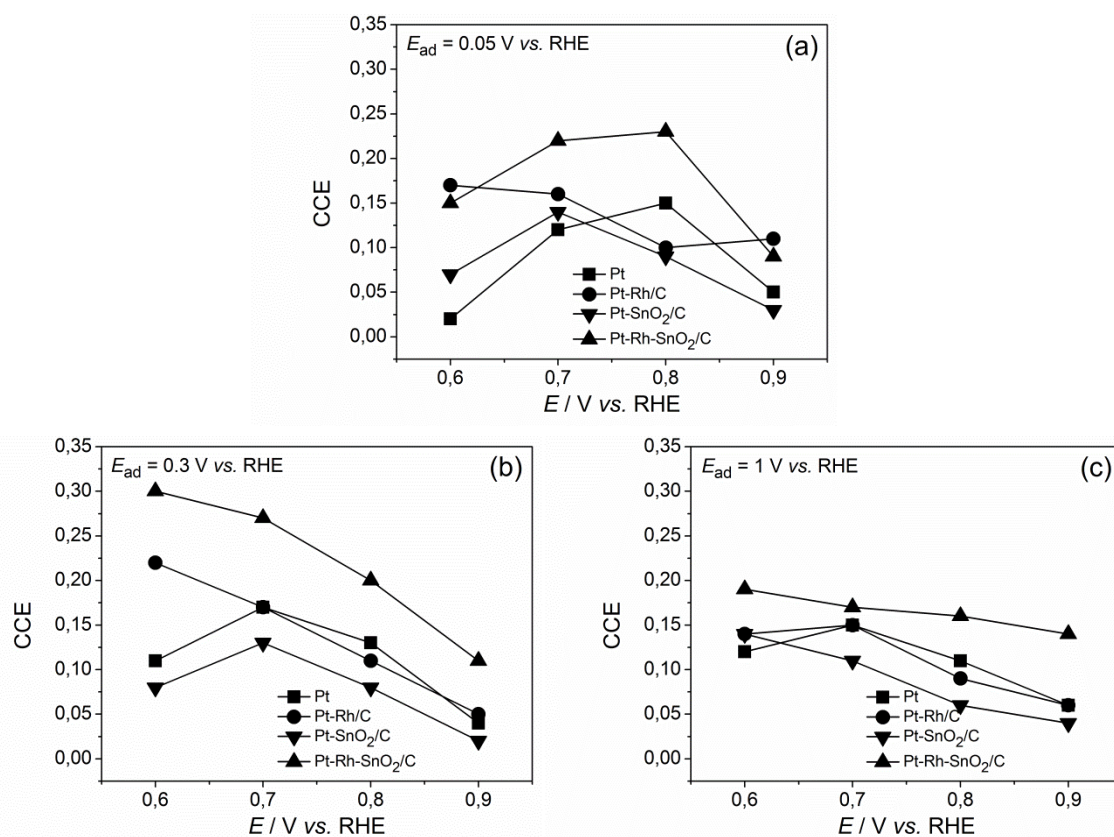 (a)
E_ad = 0.05 V vs. RHE
CCE
0,35
0,30
0,25
0,20
0,15
0,10
0,05
0,00
Pt
Pt-Rh/C
Pt-SnO₂/C
Pt-Rh-SnO₂/C
0,6 0,7 0,8 0,9
E / V vs. RHE
(b)
E_ad = 0.3 V vs. RHE
CCE
0,35
0,30
0,25
0,20
0,15
0,10
0,05
0,00
Pt
Pt-Rh/C
Pt-SnO₂/C
Pt-Rh-SnO₂/C
0,6 0,7 0,8 0,9
E / V vs. RHE
(c)
E_ad = 1 V vs. RHE
CCE
0,35
0,30
0,25
0,20
0,15
0,10
0,05
0,00
Pt
Pt-Rh/C
Pt-SnO₂/C
Pt-Rh-SnO₂/C
0,6 0,7 0,8 0,9
E / V vs. RHE